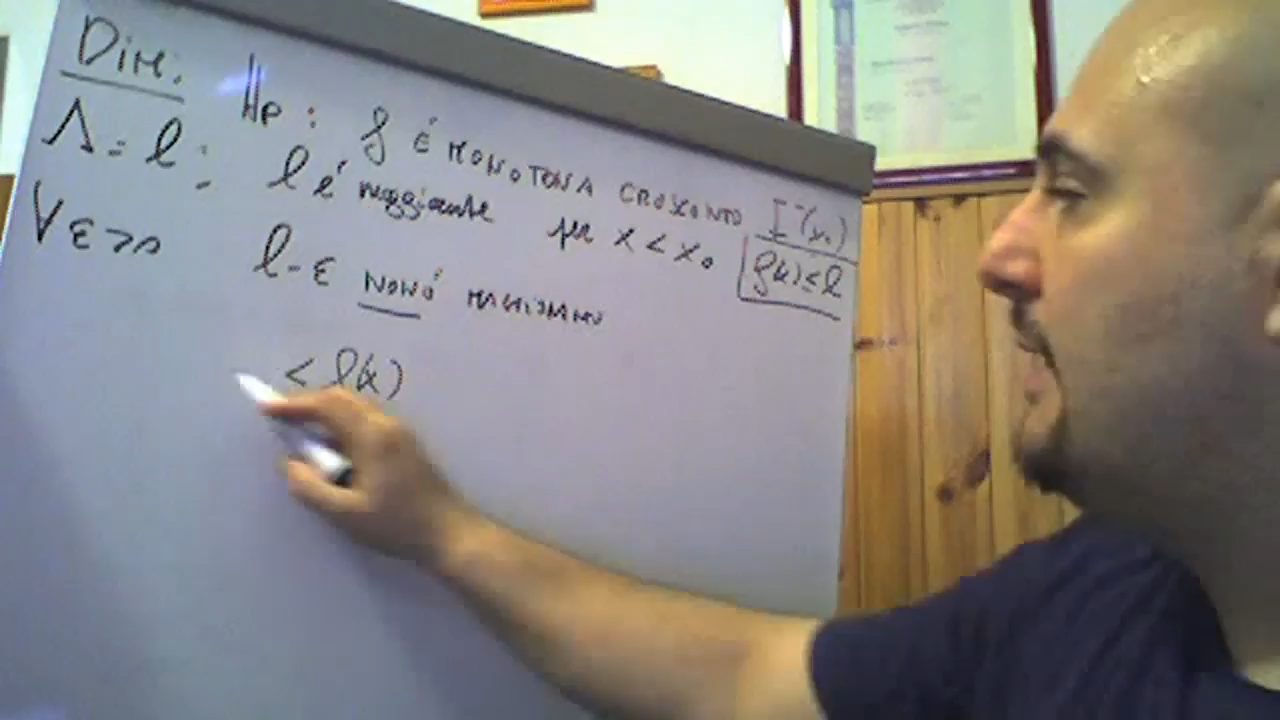 Dim: Hp: f é MONOTONA CRESCENTE I⁻(x₀)
Λ = l: l é maggiorante per x < x₀ f(x) ≤ l
∀ε>0 l-ε NON é MAGGIORANTE
< f(x)